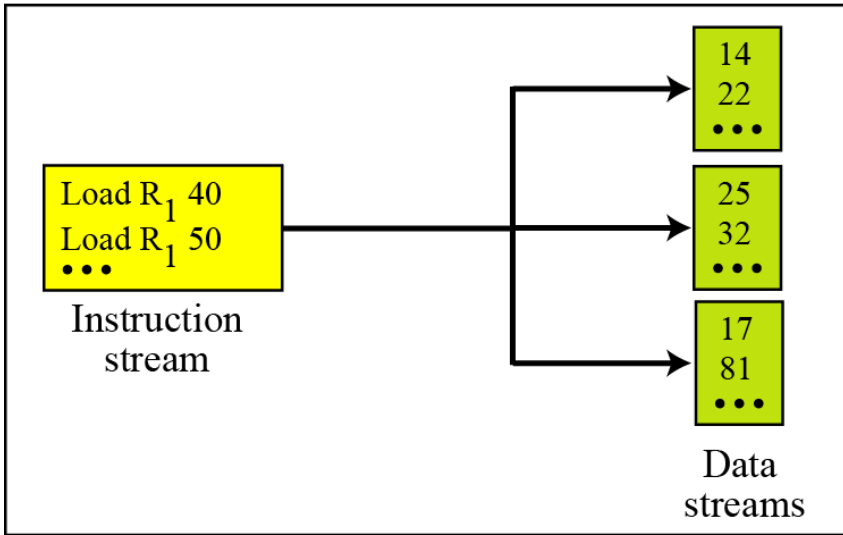 Load R1 40
Load R1 50
•••
Instruction
stream
14
22
•••
25
32
•••
17
81
•••
Data
streams